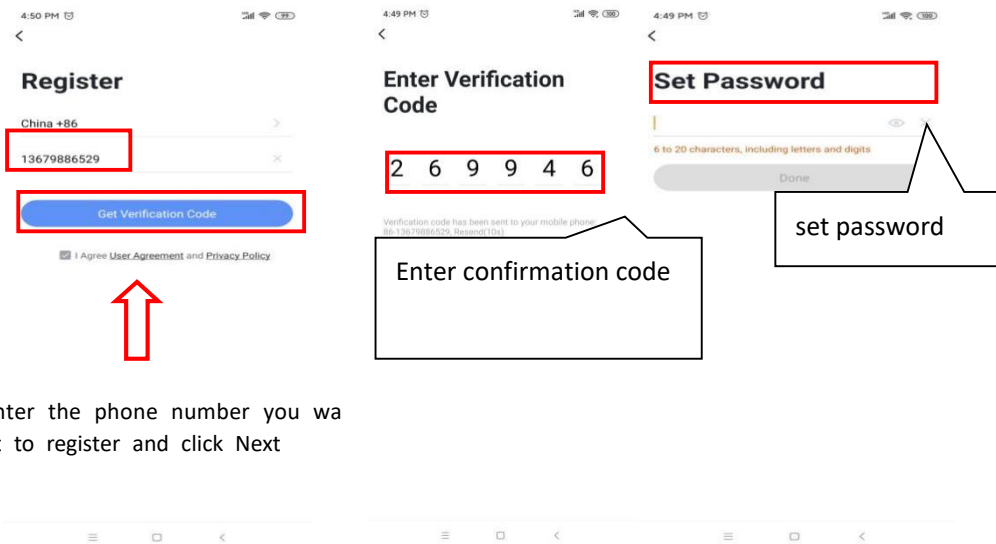 4:50 PM
99
Register
China +86
13679886529
Get Verification Code
I Agree User Agreement and Privacy Policy
nter the phone number you wa
t to register and click Next
4:49 PM
100
Enter Verification
Code
2 6 9 9 4 6
Verification code has been sent to your mobile phone:
86-13679886529, Resend(10s)
Enter confirmation code
4:49 PM
100
Set Password
6 to 20 characters, including letters and digits
Done
set password